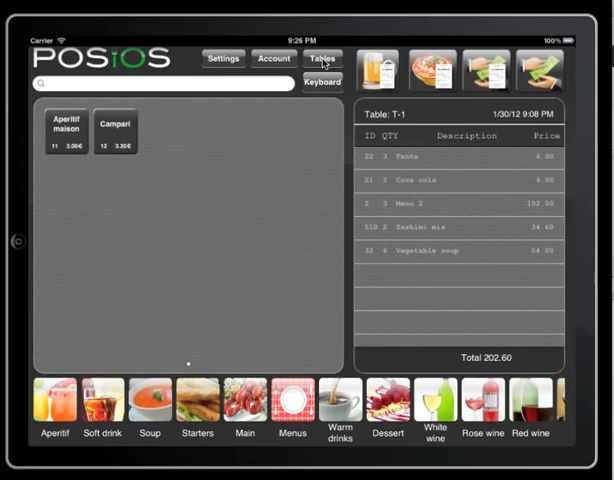 Carrier 9:26 PM 100%
POSiOS Settings Account Tables
Keyboard
Aperitif
maison
11 2.00€
Campari
12 3.20€
Table: T-1 1/30/12 9:08 PM
ID QTY Description Price
22 3 Fanta 6.00
21 3 Coca cola 6.00
2 3 Menu 2 102.00
510 2 Sashimi mix 34.60
32 6 Vegetable soup 54.00
Total 202.60
Aperitif Soft drink Soup Starters Main Menus Warm drinks Dessert White wine Rose wine Red wine